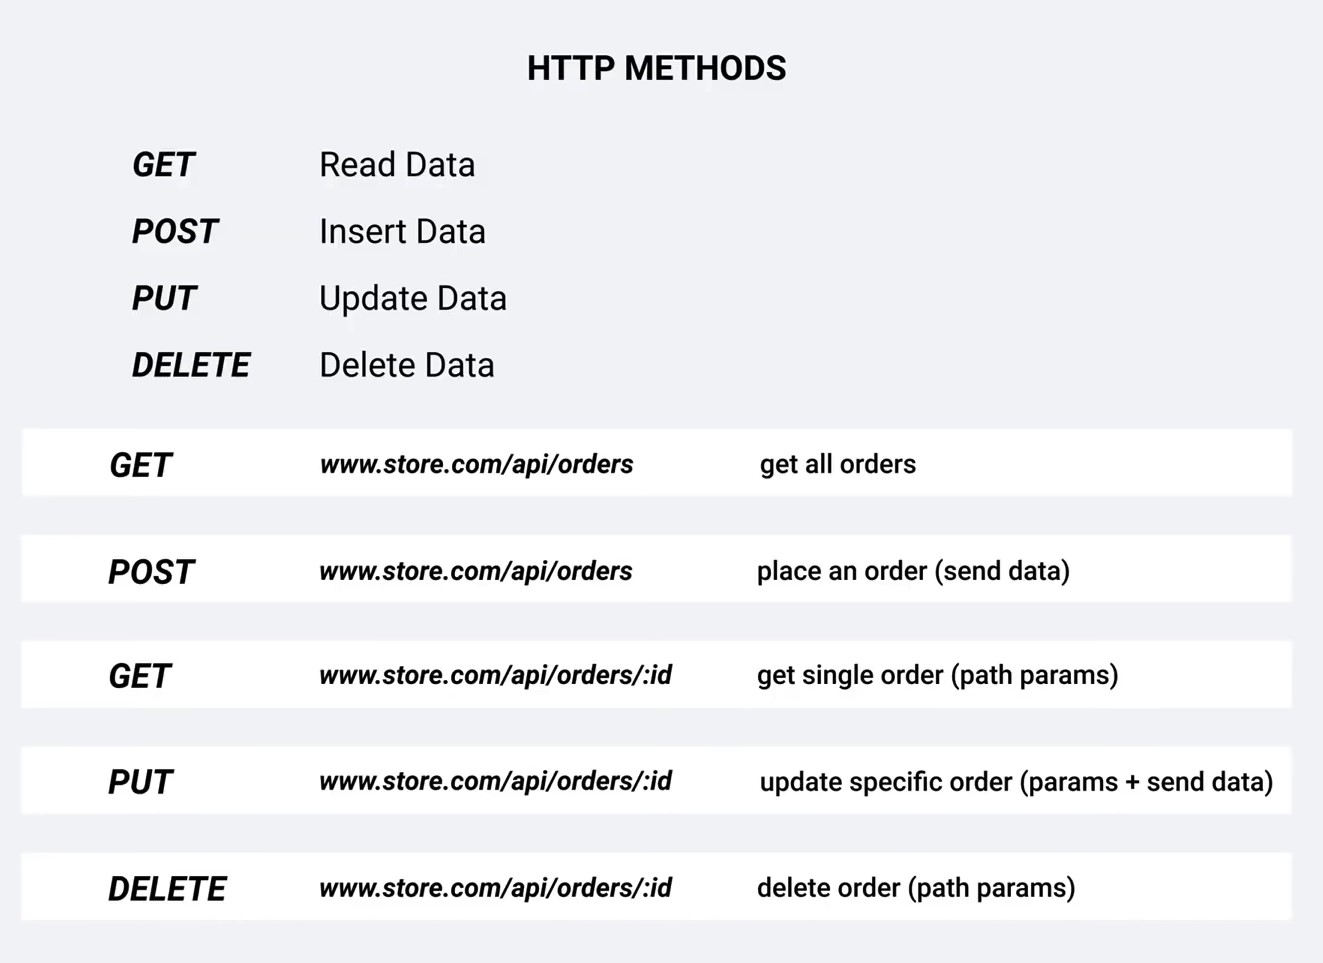 HTTP METHODS
GET Read Data
POST Insert Data
PUT Update Data
DELETE Delete Data
GET www.store.com/api/orders get all orders
POST www.store.com/api/orders place an order (send data)
GET www.store.com/api/orders/:id get single order (path params)
PUT www.store.com/api/orders/:id update specific order (params + send data)
DELETE www.store.com/api/orders/:id delete order (path params)